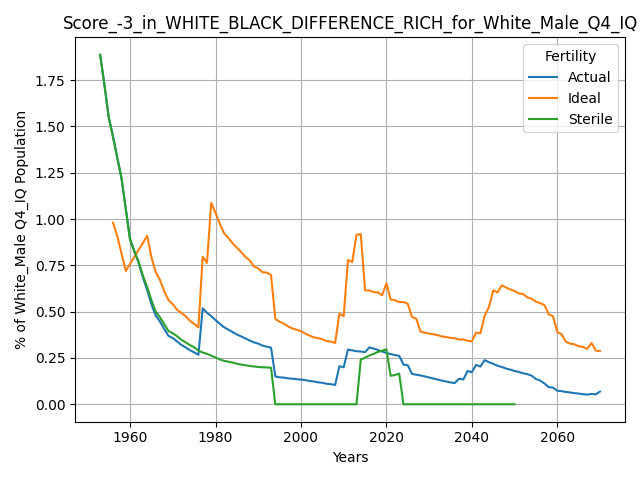 Score_-3_in_WHITE_BLACK_DIFFERENCE_RICH_for_White_Male_Q4_IQ
% of White_Male Q4_IQ Population
1.75
1.50
1.25
1.00
0.75
0.50
0.25
0.00
Fertility
Actual
Ideal
Sterile
1960
1980
2000
2020
2040
2060
Years